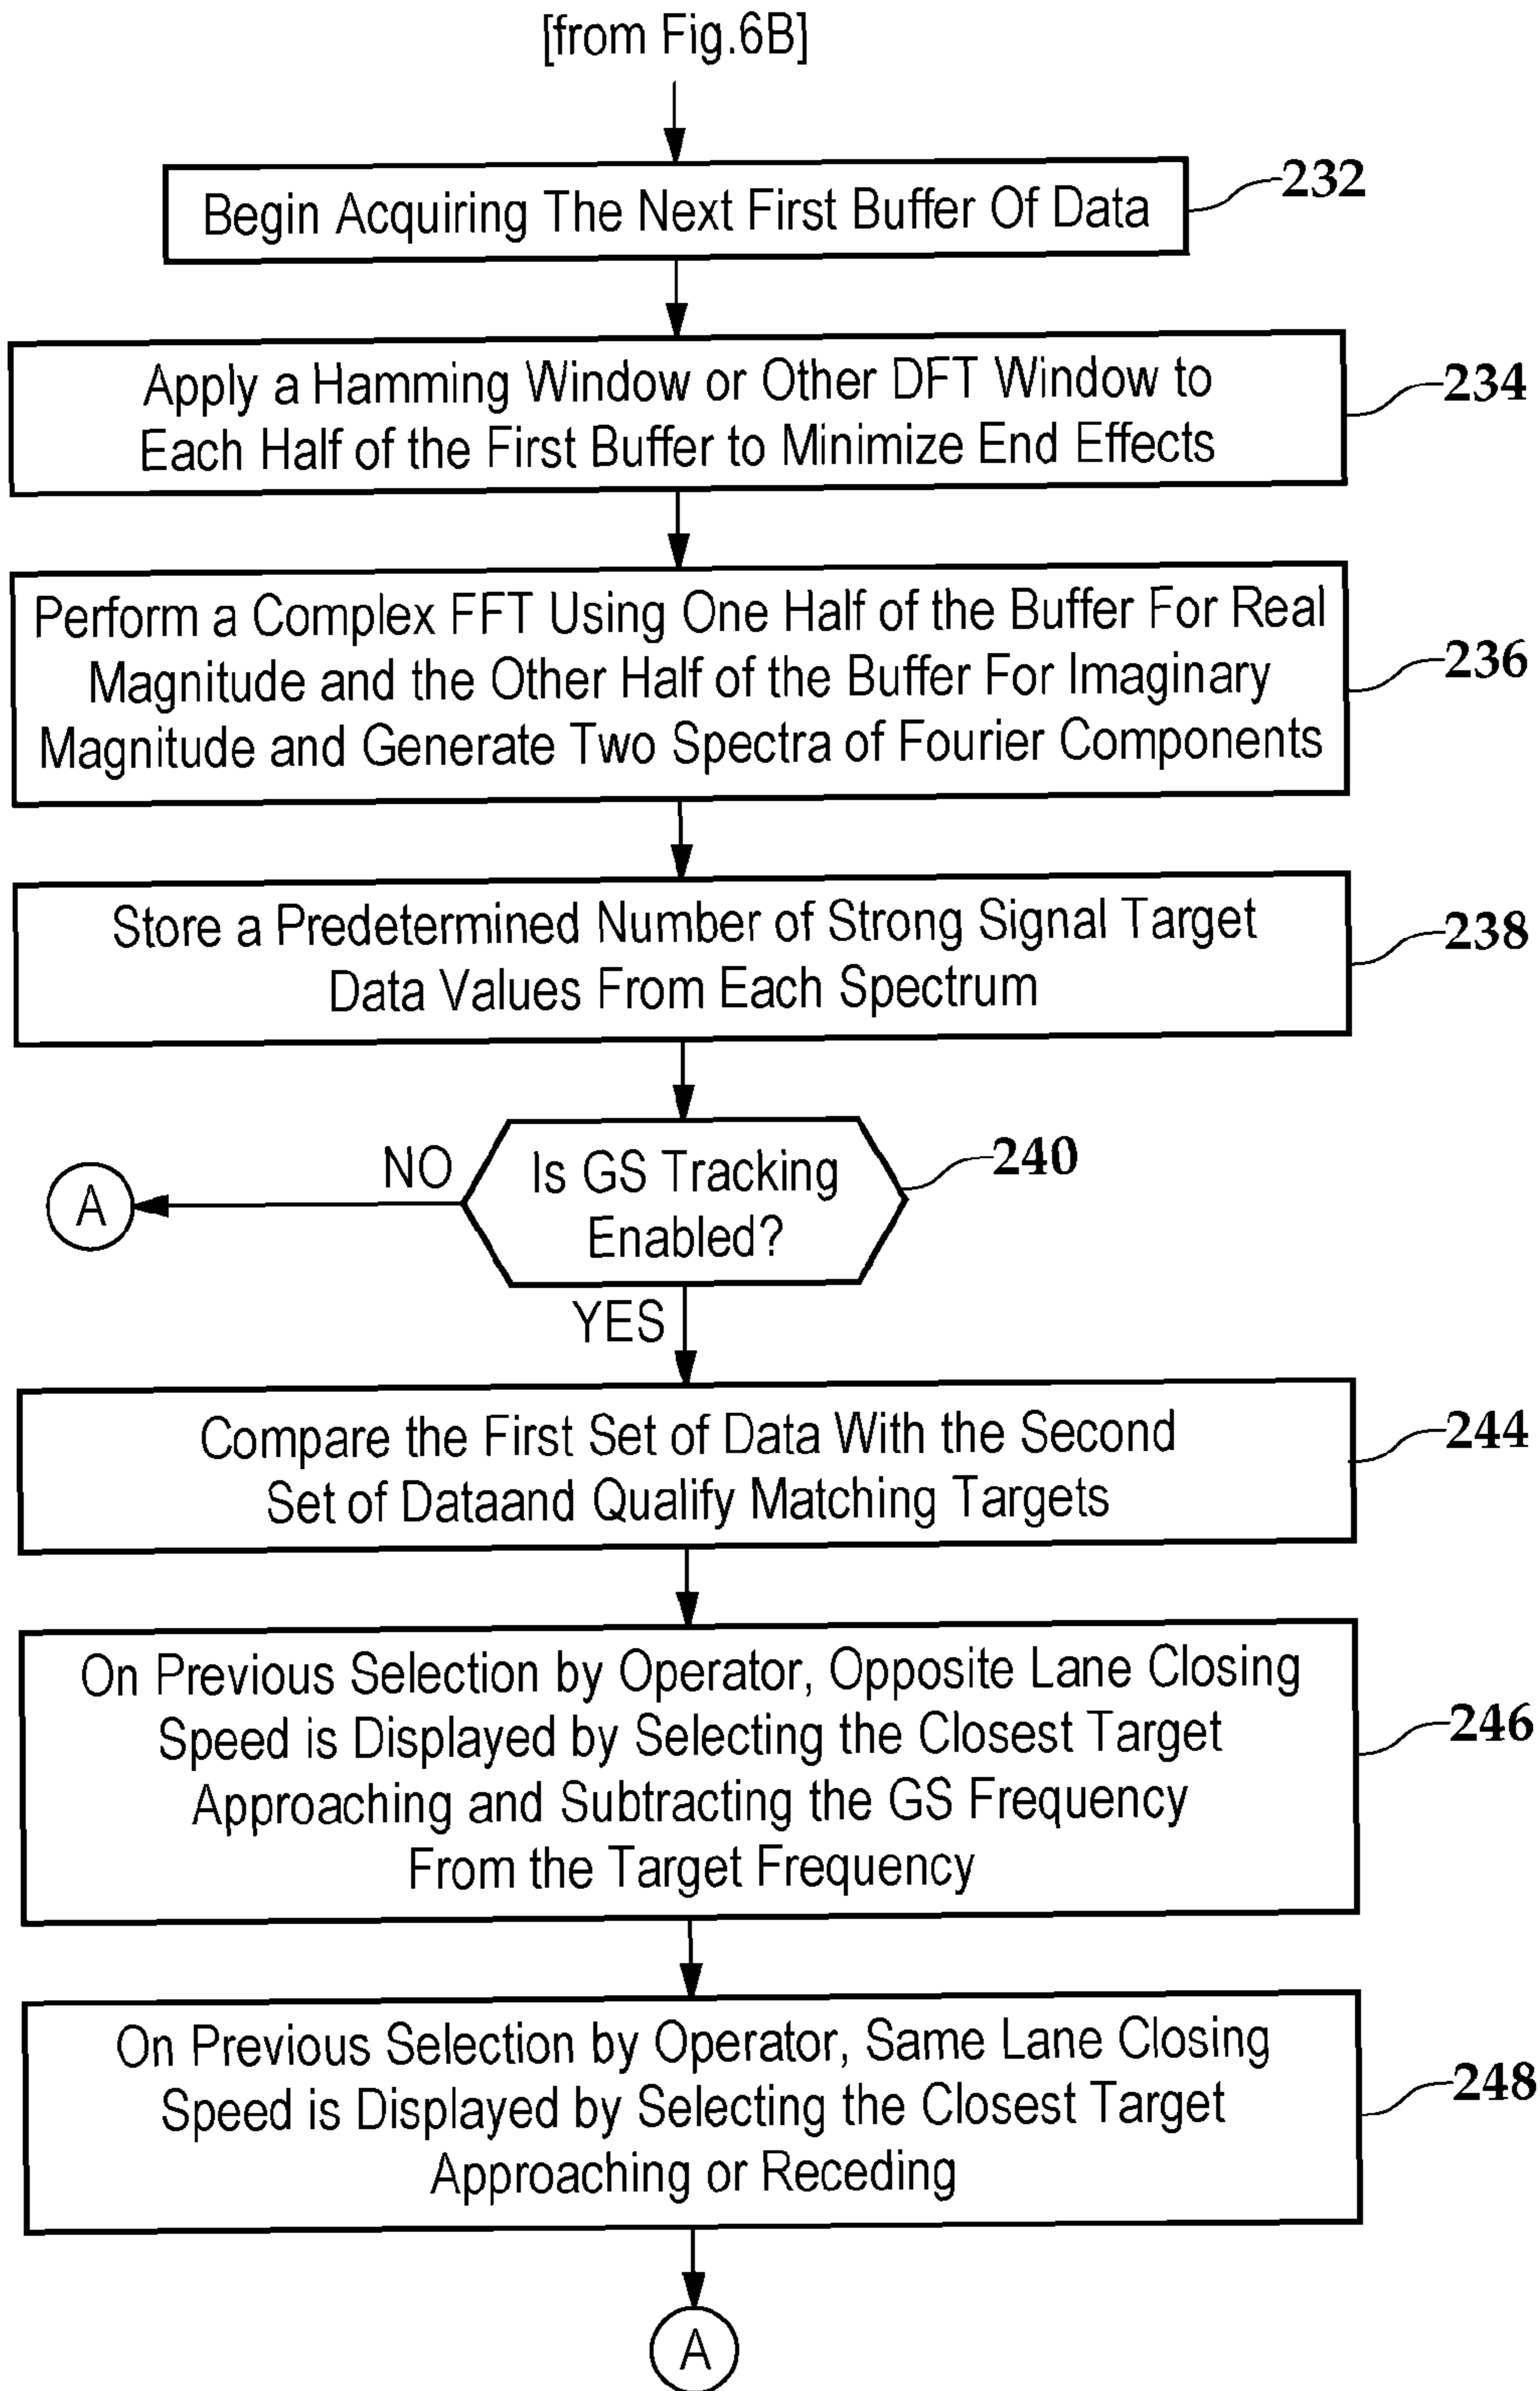 [from Fig.6B]
Begin Acquiring The Next First Buffer Of Data
232
Apply a Hamming Window or Other DFT Window to
Each Half of the First Buffer to Minimize End Effects
234
Perform a Complex FFT Using One Half of the Buffer For Real
Magnitude and the Other Half of the Buffer For Imaginary
Magnitude and Generate Two Spectra of Fourier Components
236
Store a Predetermined Number of Strong Signal Target
Data Values From Each Spectrum
238
Is GS Tracking
Enabled?
240
NO
A
YES
Compare the First Set of Data With the Second
Set of Dataand Qualify Matching Targets
244
On Previous Selection by Operator, Opposite Lane Closing
Speed is Displayed by Selecting the Closest Target
Approaching and Subtracting the GS Frequency
From the Target Frequency
246
On Previous Selection by Operator, Same Lane Closing
Speed is Displayed by Selecting the Closest Target
Approaching or Receding
248
A